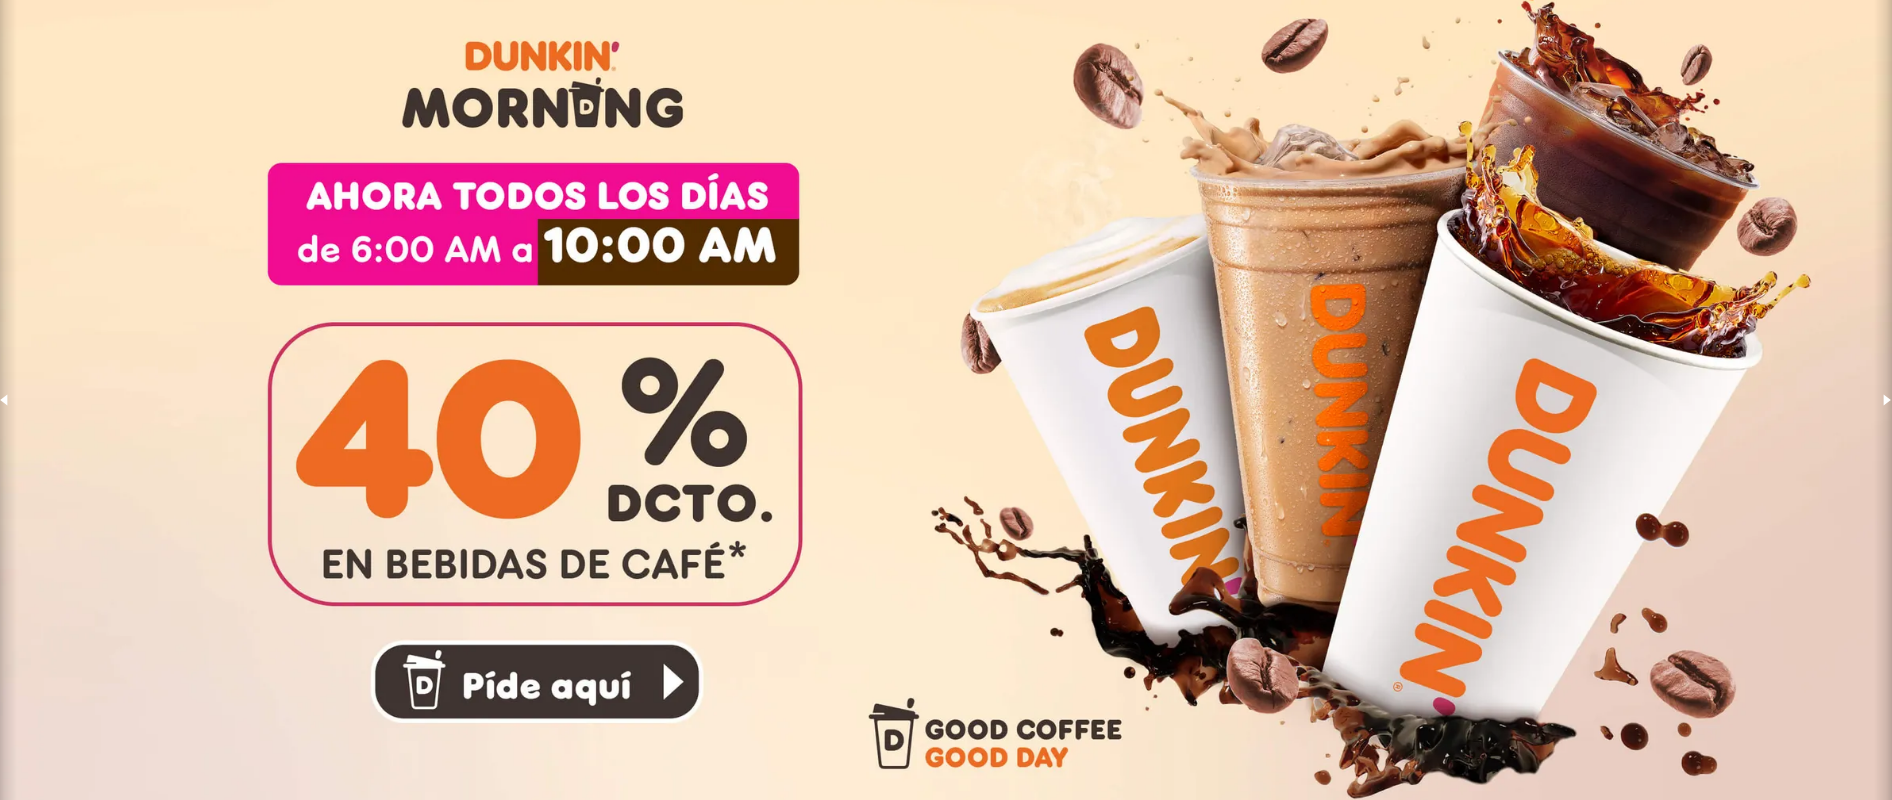 DUNKIN'
MORNING
AHORA TODOS LOS DÍAS
de 6:00 AM a 10:00 AM
40%
DCTO.
EN BEBIDAS DE CAFÉ*
D Píde aquí
D GOOD COFFEE
GOOD DAY
DUNKIN'
DUNKIN'
DUNKIN'